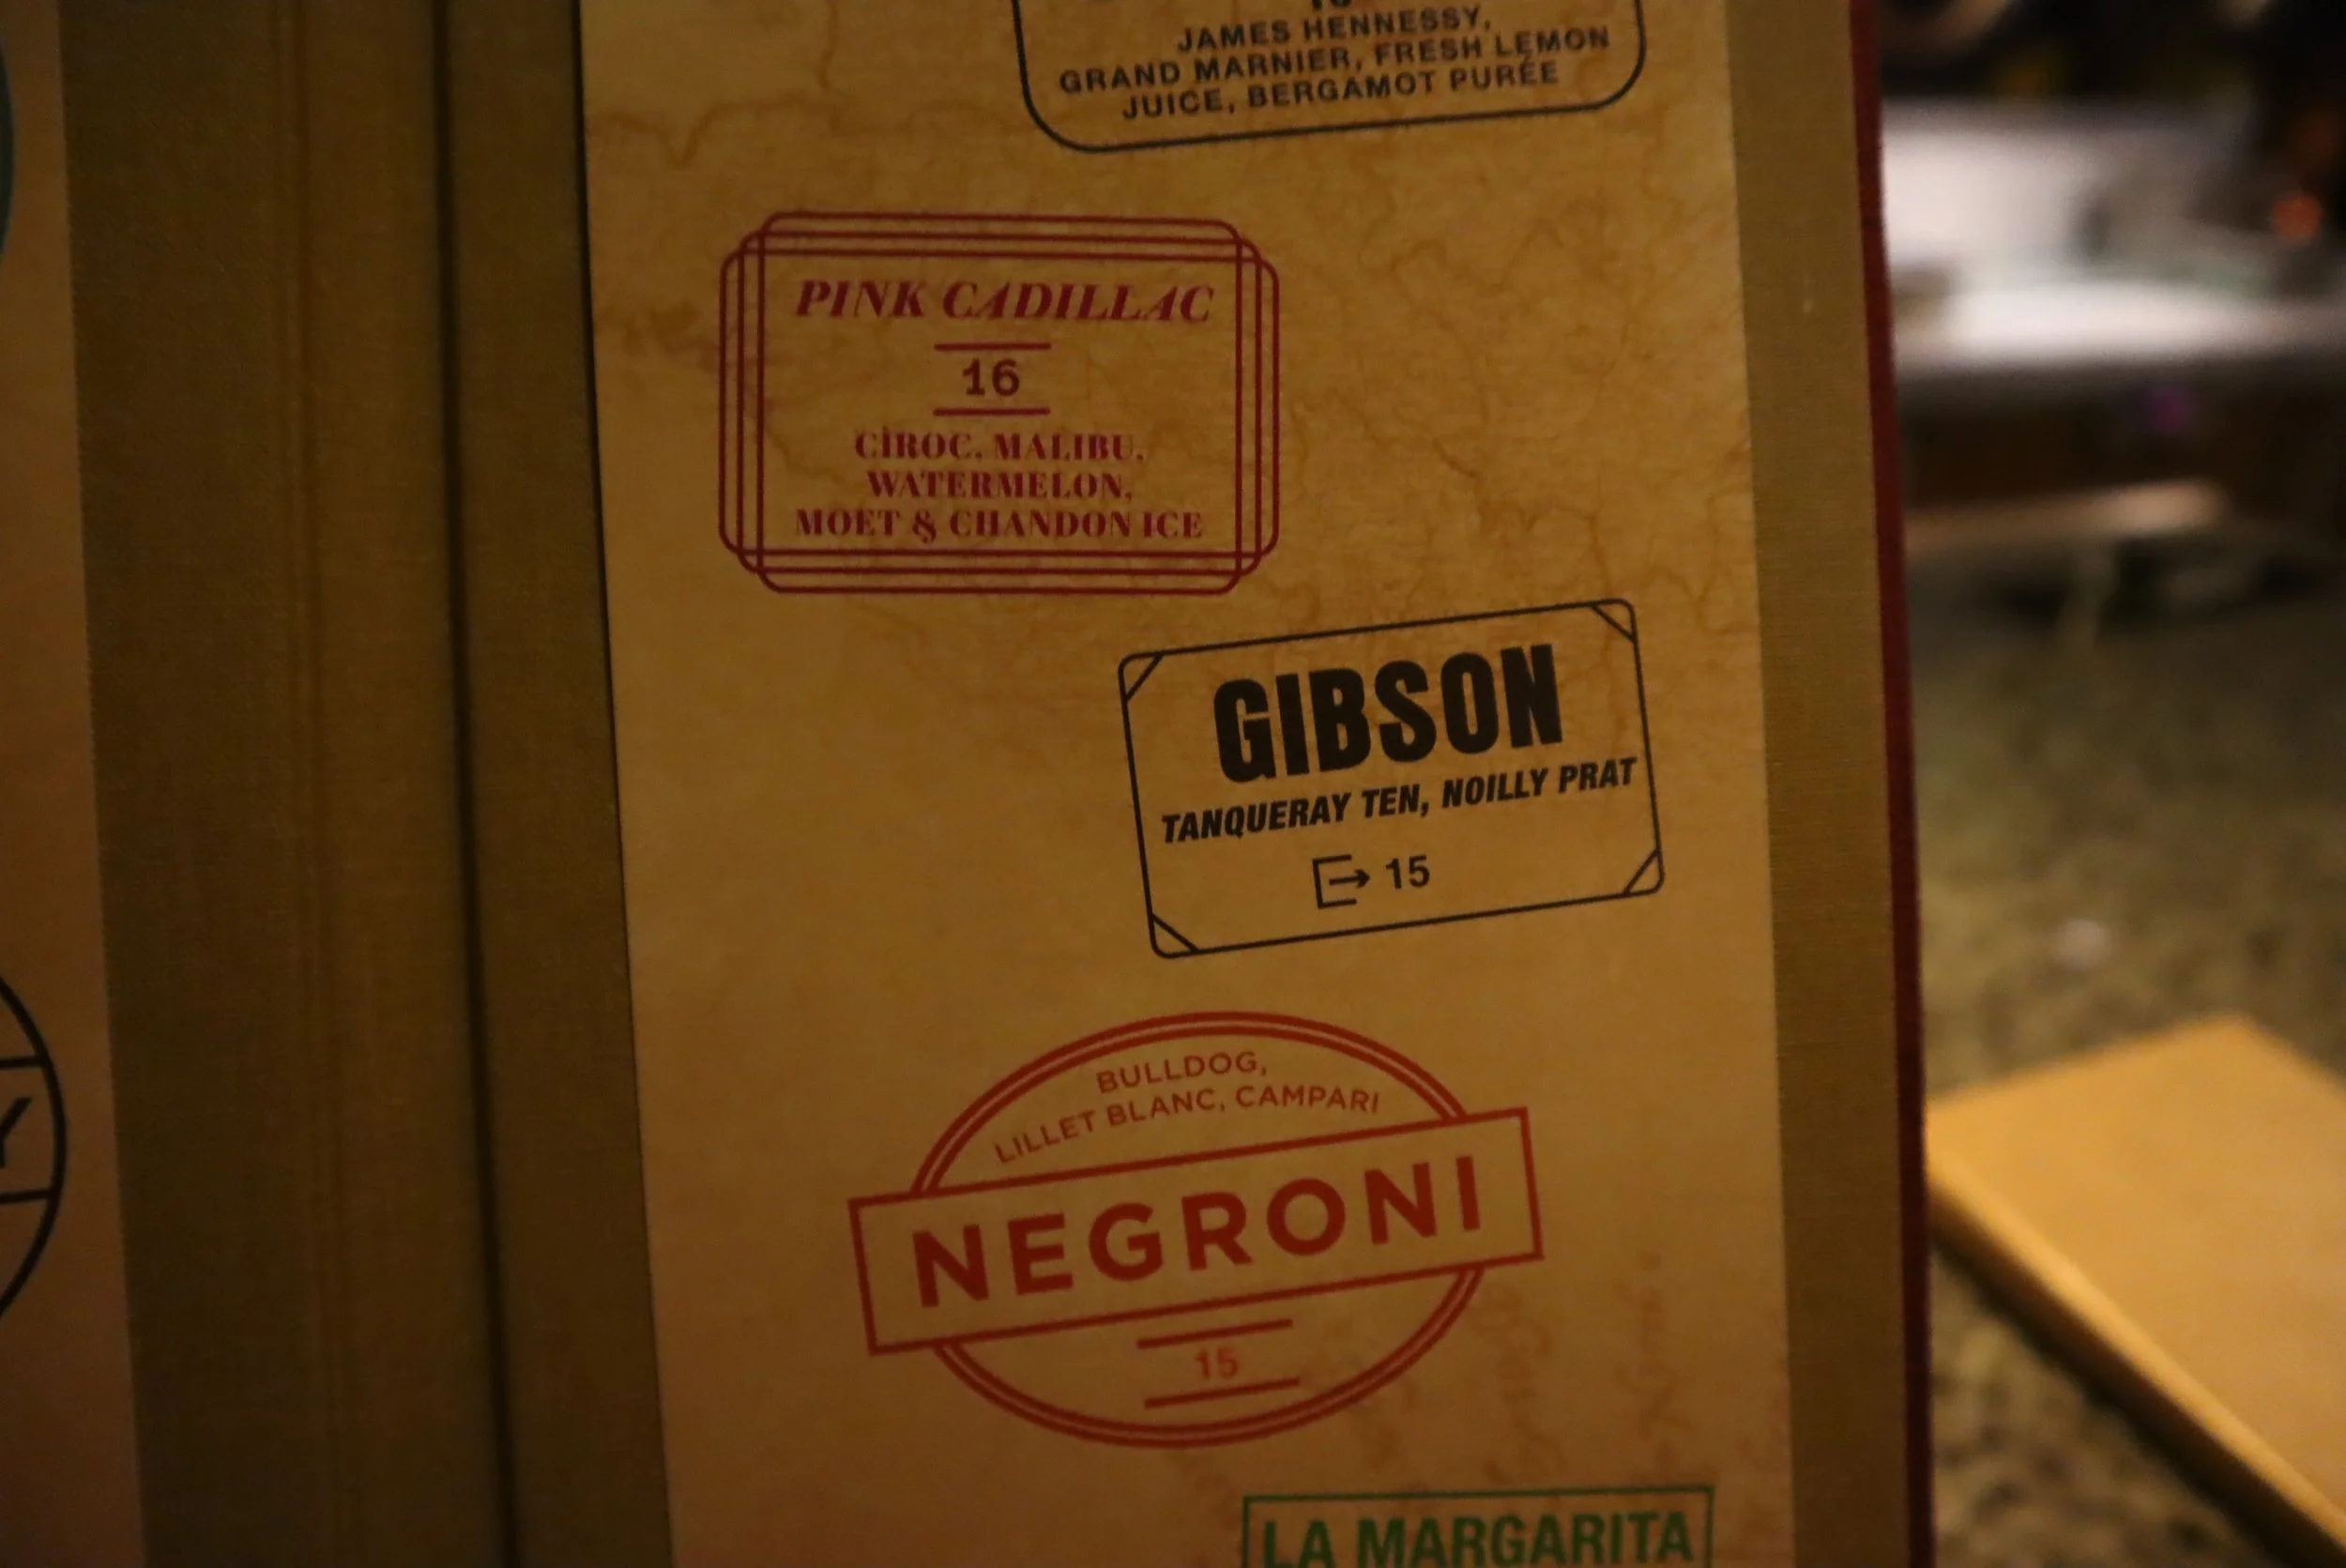 JAMES HENNESSY,
GRAND MARNIER, FRESH LEMON
JUICE, BERGAMOT PURÉE
PINK CADILLAC
16
CÎROC, MALIBU,
WATERMELON,
MOET & CHANDON ICE
GIBSON
TANQUERAY TEN, NOILLY PRAT
15
BULLDOG,
LILLET BLANC, CAMPARI
NEGRONI
15
LA MARGARITA